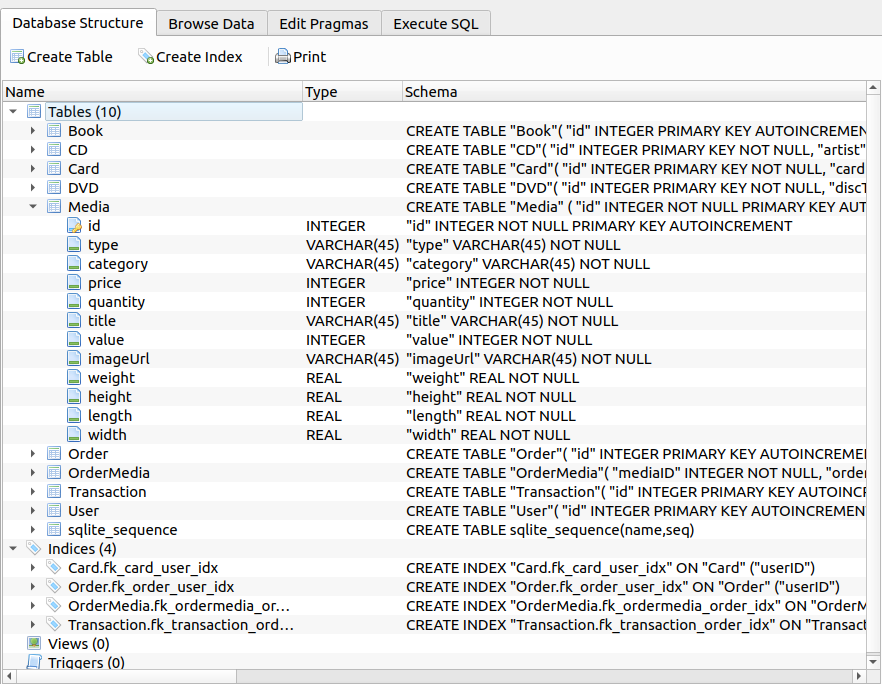 Database Structure Browse Data Edit Pragmas Execute SQL
Create Table Create Index Print
Name Type Schema
Tables (10)
Book CREATE TABLE "Book"( "id" INTEGER PRIMARY KEY AUTOINCREMEN
CD CREATE TABLE "CD"( "id" INTEGER PRIMARY KEY NOT NULL, "artist"
Card CREATE TABLE "Card"( "id" INTEGER PRIMARY KEY NOT NULL, "card
DVD CREATE TABLE "DVD"( "id" INTEGER PRIMARY KEY NOT NULL, "discT
Media CREATE TABLE "Media" ( "id" INTEGER NOT NULL PRIMARY KEY AUT
id INTEGER "id" INTEGER NOT NULL PRIMARY KEY AUTOINCREMENT
type VARCHAR(45) "type" VARCHAR(45) NOT NULL
category VARCHAR(45) "category" VARCHAR(45) NOT NULL
price INTEGER "price" INTEGER NOT NULL
quantity INTEGER "quantity" INTEGER NOT NULL
title VARCHAR(45) "title" VARCHAR(45) NOT NULL
value INTEGER "value" INTEGER NOT NULL
imageUrl VARCHAR(45) "imageUrl" VARCHAR(45) NOT NULL
weight REAL "weight" REAL NOT NULL
height REAL "height" REAL NOT NULL
length REAL "length" REAL NOT NULL
width REAL "width" REAL NOT NULL
Order CREATE TABLE "Order"( "id" INTEGER PRIMARY KEY AUTOINCREME
OrderMedia CREATE TABLE "OrderMedia"( "mediaID" INTEGER NOT NULL, "orde
Transaction CREATE TABLE "Transaction"( "id" INTEGER PRIMARY KEY AUTOINC
User CREATE TABLE "User"( "id" INTEGER PRIMARY KEY AUTOINCREMEN
sqlite_sequence CREATE TABLE sqlite_sequence(name,seq)
Indices (4)
Card.fk_card_user_idx CREATE INDEX "Card.fk_card_user_idx" ON "Card" ("userID")
Order.fk_order_user_idx CREATE INDEX "Order.fk_order_user_idx" ON "Order" ("userID")
OrderMedia.fk_ordermedia_or... CREATE INDEX "OrderMedia.fk_ordermedia_order_idx" ON "OrderM
Transaction.fk_transaction_ord... CREATE INDEX "Transaction.fk_transaction_order_idx" ON "Transact
Views (0)
Triggers (0)